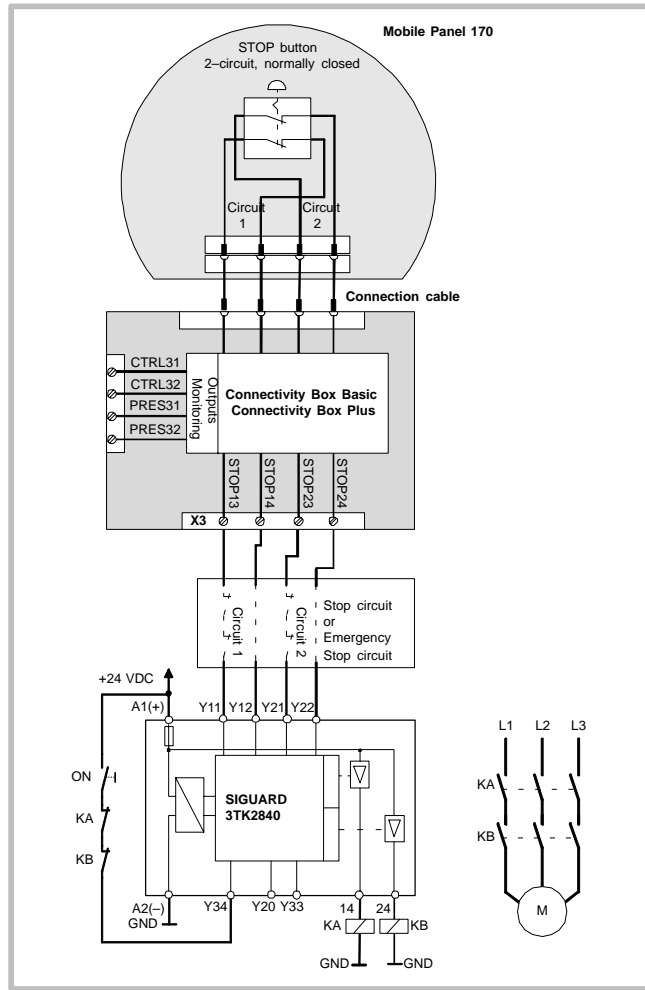 Mobile Panel 170
STOP button
2–circuit, normally closed
Circuit
1
Circuit
2
Connection cable
CTRL31
CTRL32
PRES31
PRES32
Outputs
Monitoring
Connectivity Box Basic
Connectivity Box Plus
STOP13
STOP14
STOP23
STOP24
X3
Circuit 1
Circuit 2
Stop circuit
or
Emergency
Stop circuit
+24 VDC
A1(+)
Y11
Y12
Y21
Y22
L1
L2
L3
ON
KA
KB
SIGUARD
3TK2840
KA
KB
M
A2(–)
GND
Y34
Y20
Y33
14
24
KA
KB
GND
GND